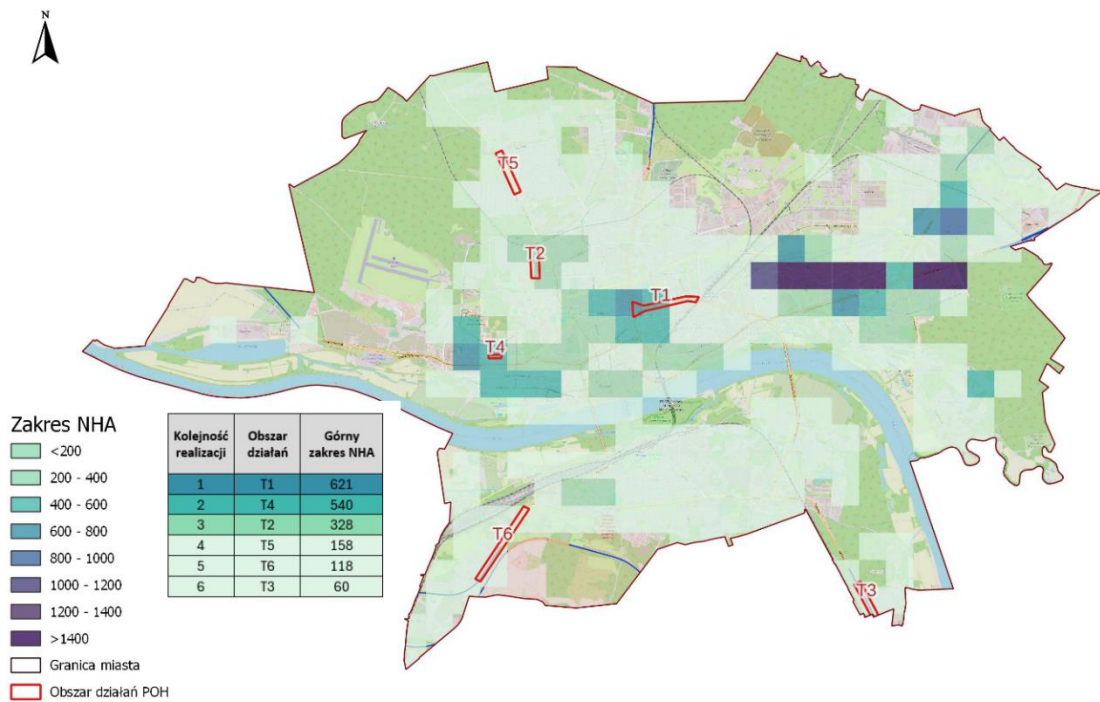 N
T5
T2
T1
T4
T6
T3
Zakres NHA
<200
200 - 400
400 - 600
600 - 800
800 - 1000
1000 - 1200
1200 - 1400
>1400
Granica miasta
Obszar działań POH
Kolejność realizacji Obszar działań Górny zakres NHA
1 T1 621
2 T4 540
3 T2 328
4 T5 158
5 T6 118
6 T3 60